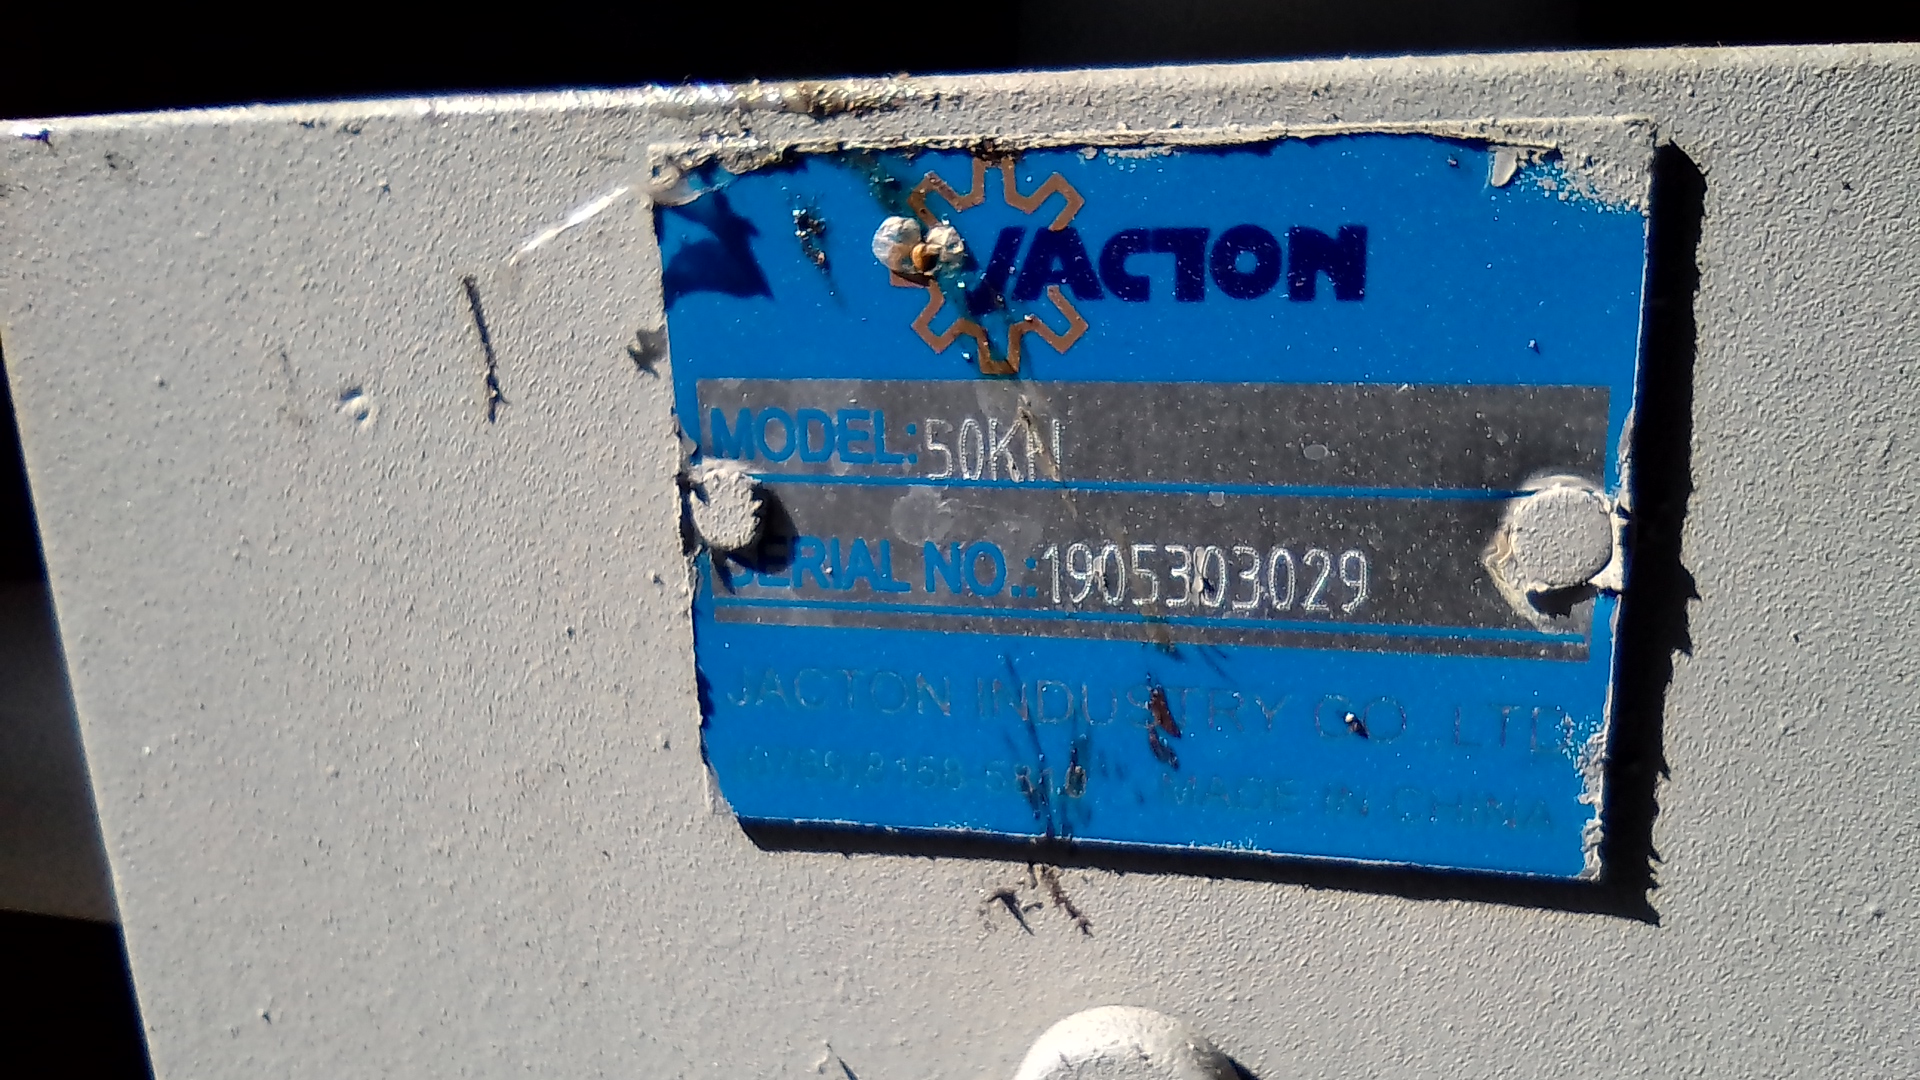 JACTON
MODEL: 50KN
SERIAL NO.: 1905303029
JACTON INDUSTRY CO LTD
MADE IN CHINA